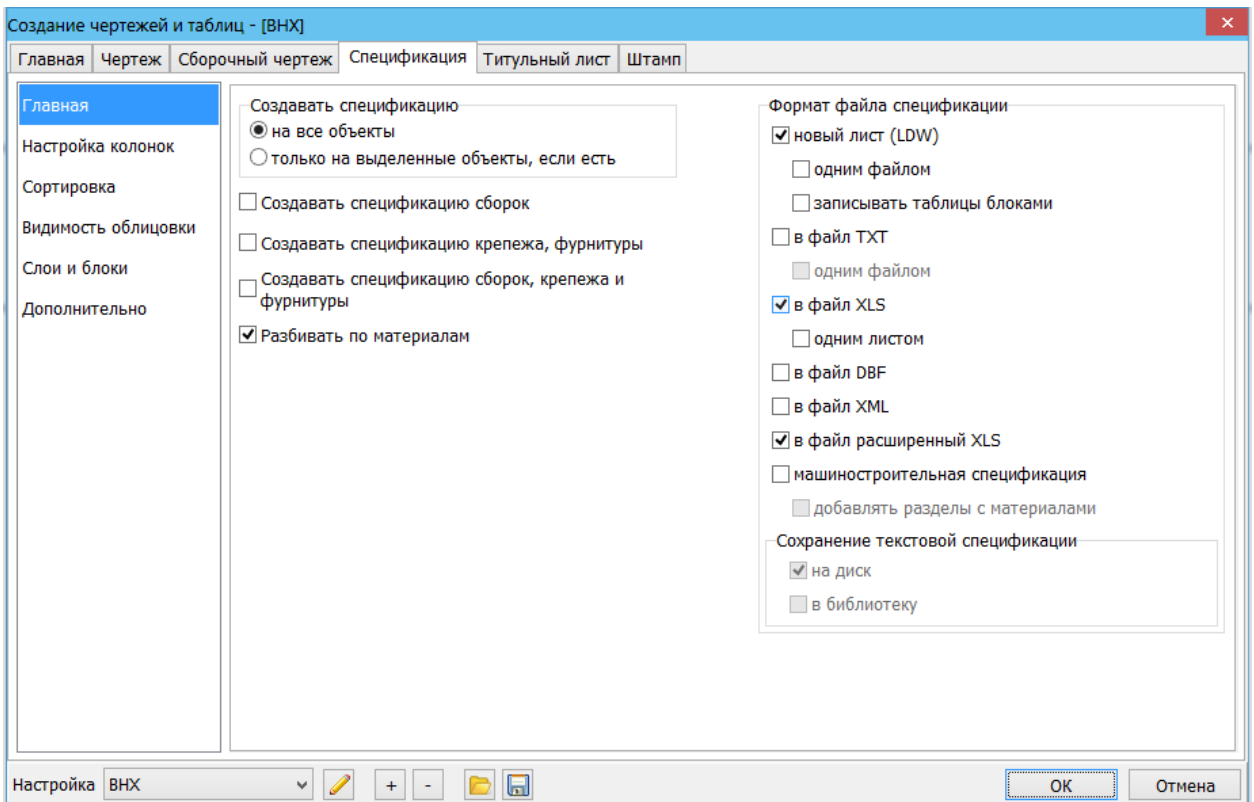 Создание чертежей и таблиц - [ВНХ]
Главная Чертеж Сборочный чертеж Спецификация Титульный лист Штамп
Главная
Настройка колонок
Сортировка
Видимость облицовки
Слои и блоки
Дополнительно
Создавать спецификацию
на все объекты
только на выделенные объекты, если есть
Создавать спецификацию сборок
Создавать спецификацию крепежа, фурнитуры
Создавать спецификацию сборок, крепежа и
фурнитуры
Разбивать по материалам
Формат файла спецификации
новый лист (LDW)
одним файлом
записывать таблицы блоками
в файл TXT
одним файлом
в файл XLS
одним листом
в файл DBF
в файл XML
в файл расширенный XLS
машиностроительная спецификация
добавлять разделы с материалами
Сохранение текстовой спецификации
на диск
в библиотеку
Настройка ВНХ + - ОК Отмена